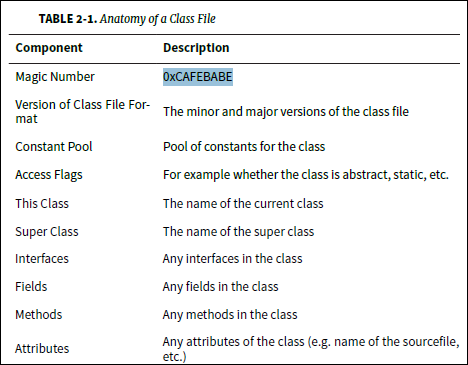 TABLE 2-1. Anatomy of a Class File
Component Description
Magic Number 0xCAFEBABE
Version of Class File For-
mat The minor and major versions of the class file
Constant Pool Pool of constants for the class
Access Flags For example whether the class is abstract, static, etc.
This Class The name of the current class
Super Class The name of the super class
Interfaces Any interfaces in the class
Fields Any fields in the class
Methods Any methods in the class
Attributes Any attributes of the class (e.g. name of the sourcefile,
etc.)